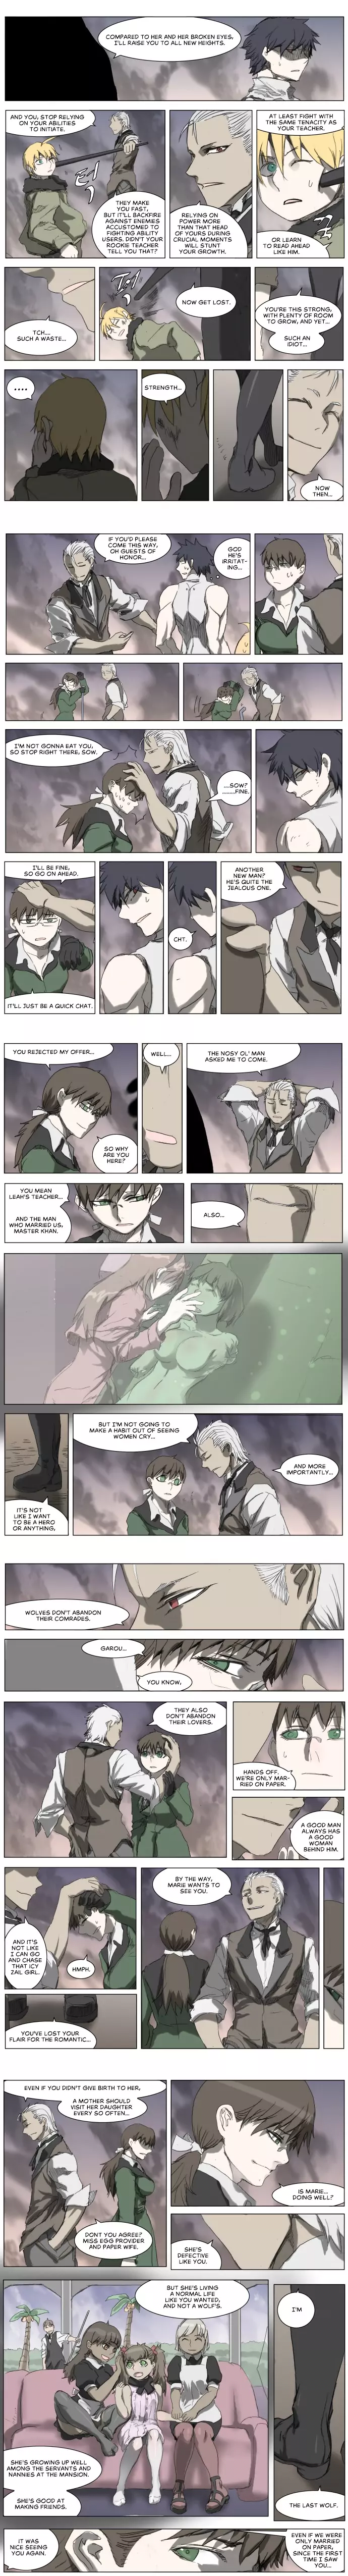 COMPARED TO HER AND HER BROKEN EYES,
I'LL RAISE YOU TO ALL NEW HEIGHTS.
AND YOU, STOP RELYING
ON YOUR ABILITIES
TO INITIATE.
THEY MAKE
YOU FAST,
BUT IT'LL BACKFIRE
AGAINST ENEMIES
ACCUSTOMED TO
FIGHTING ABILITY
USERS. DIDN'T YOUR
ROOKIE TEACHER
TELL YOU THAT?
RELYING ON
POWER MORE
THAN THAT HEAD
OF YOURS DURING
CRUCIAL MOMENTS
WILL STUNT
YOUR GROWTH.
AT LEAST FIGHT WITH
THE SAME TENACITY AS
YOUR TEACHER.
OR LEARN
TO READ AHEAD
LIKE HIM.
TCH....
SUCH A WASTE...
NOW GET LOST.
YOU'RE THIS STRONG,
WITH PLENTY OF ROOM
TO GROW, AND YET...
SUCH
AN
IDIOT...
....
STRENGTH...
NOW
THEN...
IF YOU'D PLEASE
COME THIS WAY,
OH GUESTS OF
HONOR...
GOD
HE'S
IRRITAT-
ING...
I'M NOT GONNA EAT YOU,
SO STOP RIGHT THERE, SOW.
....SOW?
........FINE.
I'LL BE FINE,
SO GO ON AHEAD.
IT'LL JUST BE A QUICK CHAT.
CHT.
ANOTHER
NEW MAN?
HE'S QUITE THE
JEALOUS ONE.
YOU REJECTED MY OFFER...
SO WHY
ARE YOU
HERE?
WELL...
THE NOSY OL' MAN
ASKED ME TO COME.
YOU MEAN
LEAH'S TEACHER...
AND THE MAN
WHO MARRIED US,
MASTER KHAN.
ALSO...
IT'S NOT
LIKE I WANT
TO BE A HERO
OR ANYTHING,
BUT I'M NOT GOING TO
MAKE A HABIT OUT OF SEEING
WOMEN CRY...
AND MORE
IMPORTANTLY...
WOLVES DON'T ABANDON
THEIR COMRADES.
GAROU...
YOU KNOW,
THEY ALSO
DON'T ABANDON
THEIR LOVERS.
HANDS OFF.
WE'RE ONLY MAR-
RIED ON PAPER.
A GOOD MAN
ALWAYS HAS
A GOOD
WOMAN
BEHIND HIM.
AND IT'S
NOT LIKE
I CAN GO
AND CHASE
THAT ICY
ZAL GIRL.
HMPH.
BY THE WAY,
MARIE WANTS TO
SEE YOU.
YOU'VE LOST YOUR
FLAIR FOR THE ROMANTIC...
EVEN IF YOU DIDN'T GIVE BIRTH TO HER,
A MOTHER SHOULD
VISIT HER DAUGHTER
EVERY SO OFTEN...
DON'T YOU AGREE?
MISS EGG PROVIDER
AND PAPER WIFE.
IS MARIE...
DOING WELL?
SHE'S
DEFECTIVE
LIKE YOU.
BUT SHE'S LIVING
A NORMAL LIFE
LIKE YOU WANTED,
AND NOT A WOLF'S.
SHE'S GROWING UP WELL
AMONG THE SERVANTS AND
NANNIES AT THE MANSION.
SHE'S GOOD AT
MAKING FRIENDS.
I'M
THE LAST WOLF.
IT WAS
NICE SEEING
YOU AGAIN.
EVEN IF WE WERE
ONLY MARRIED
ON PAPER,
SINCE THE FIRST
TIME I SAW
YOU...